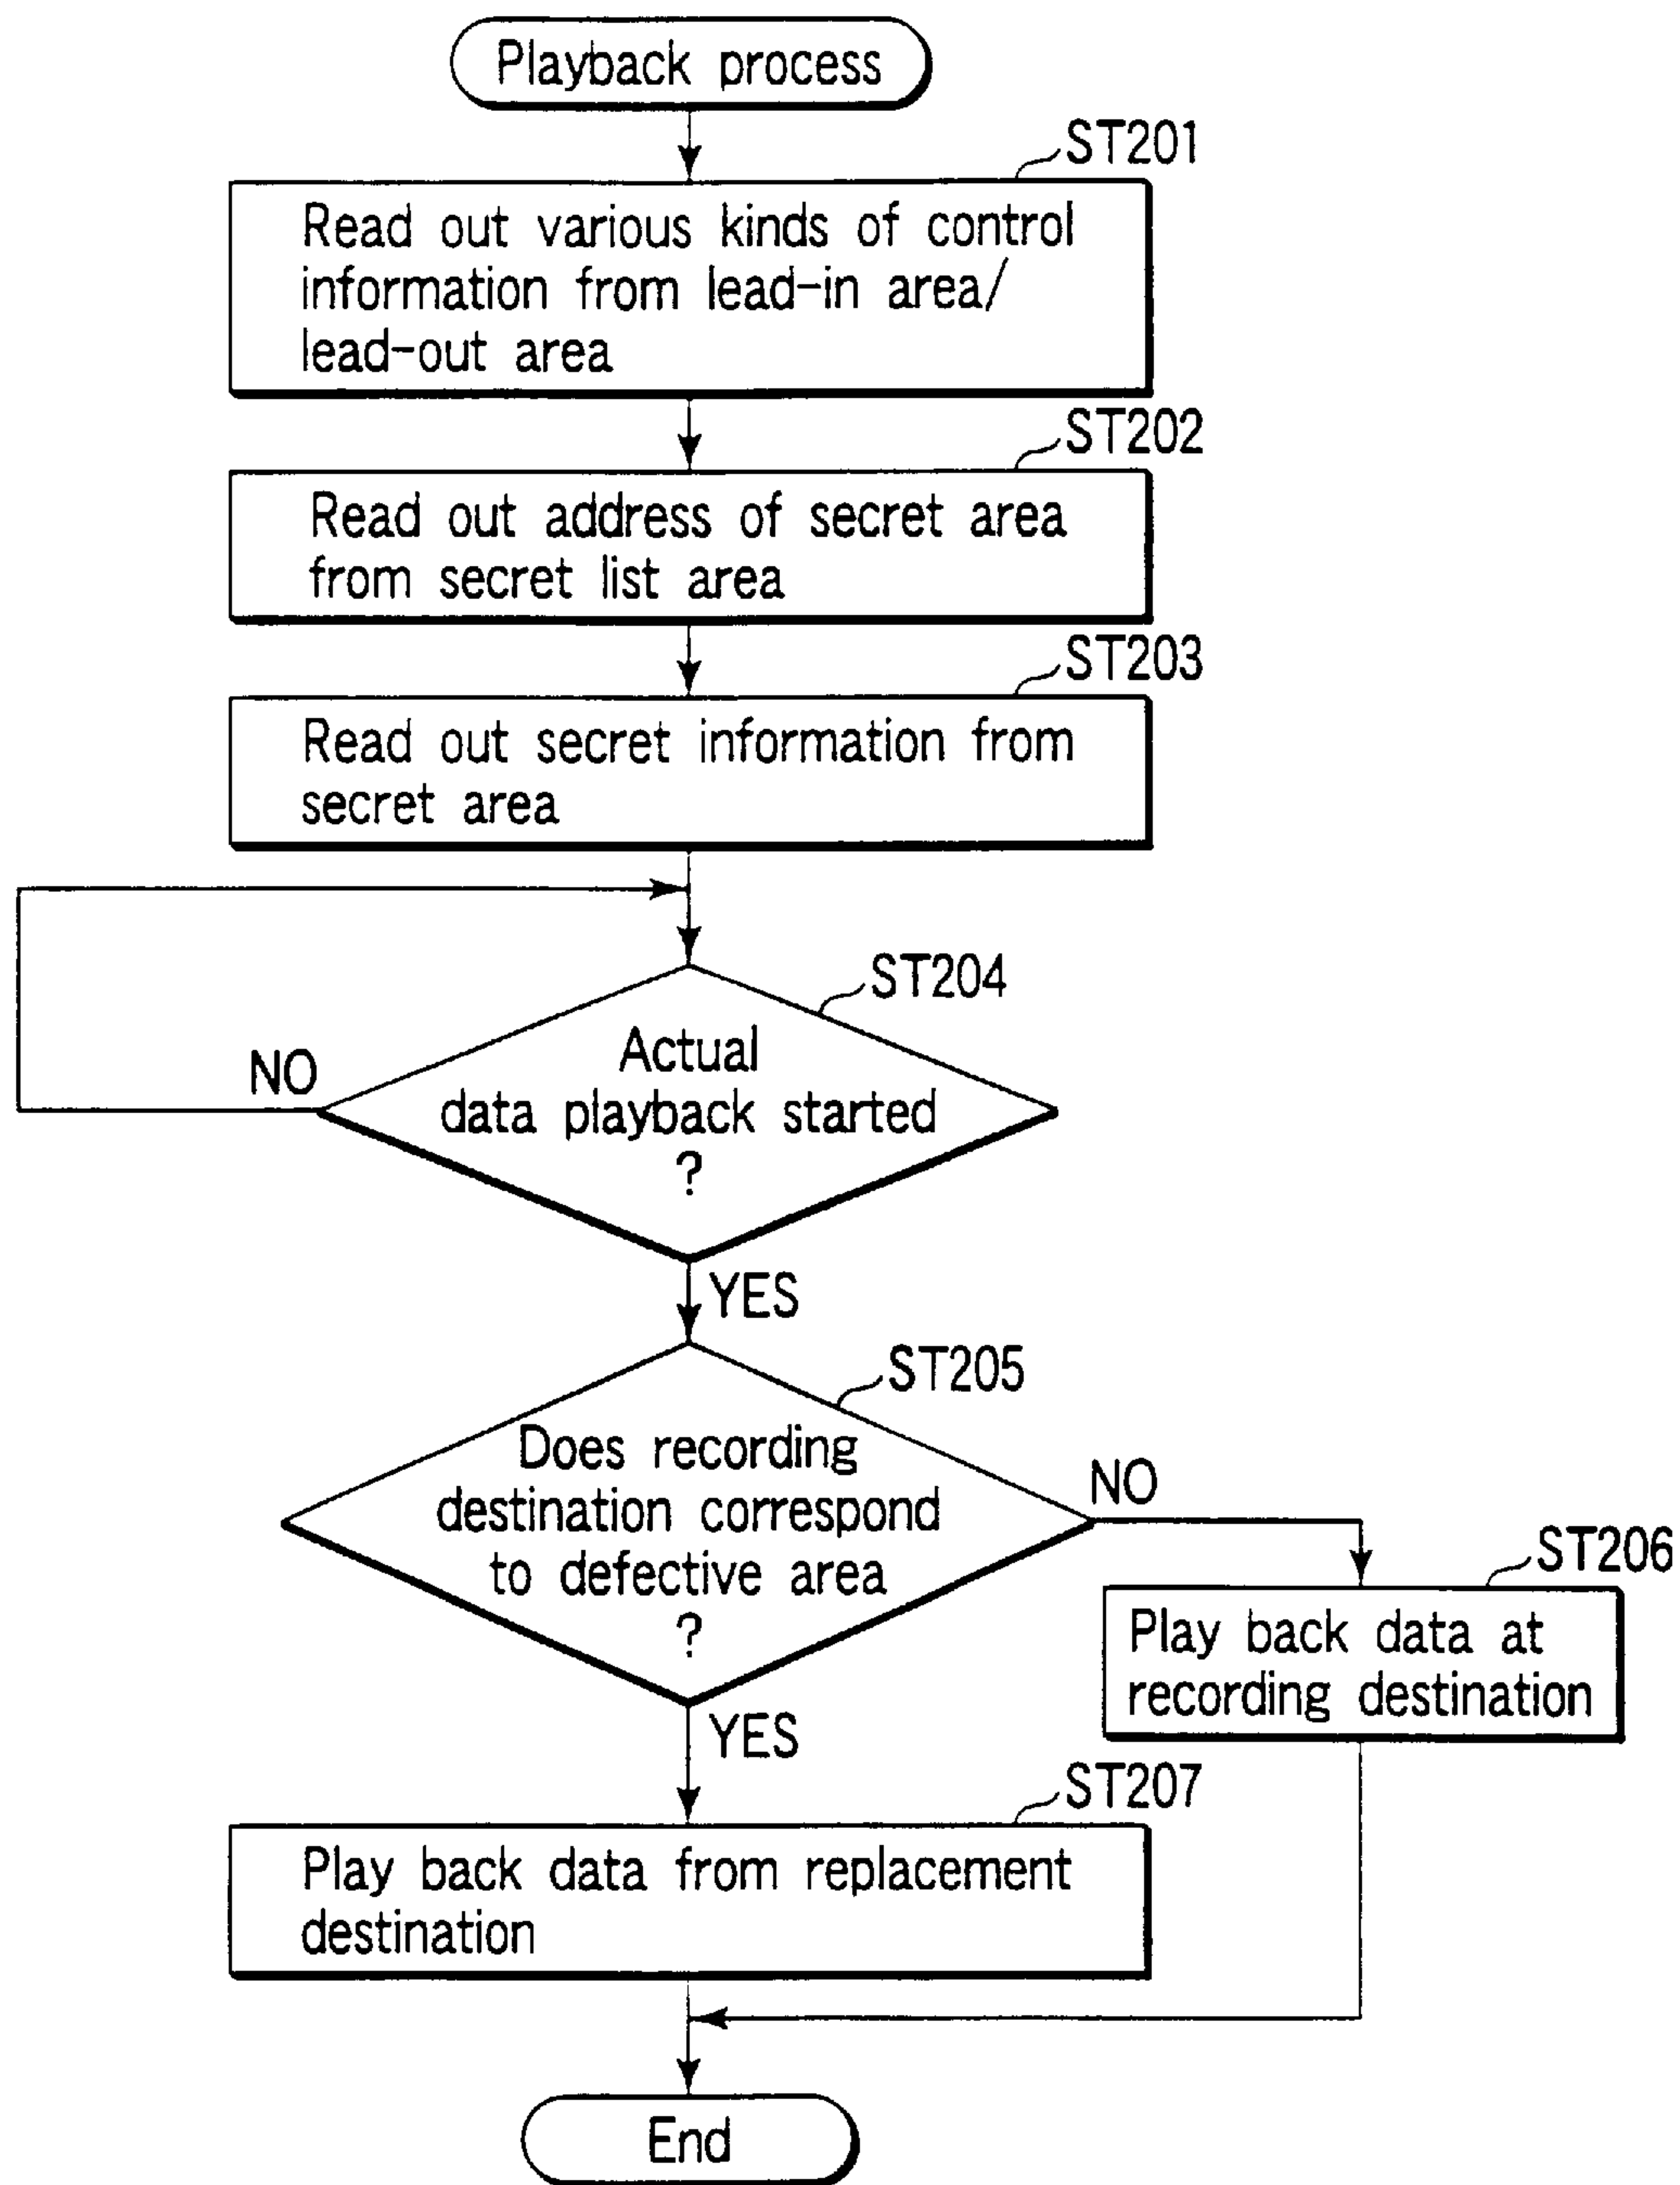 Playback process
ST201
Read out various kinds of control
information from lead-in area/
lead-out area
ST202
Read out address of secret area
from secret list area
ST203
Read out secret information from
secret area
ST204
Actual
data playback started
?
NO
YES
ST205
Does recording
destination correspond
to defective area
?
NO
ST206
Play back data at
recording destination
YES
ST207
Play back data from replacement
destination
End